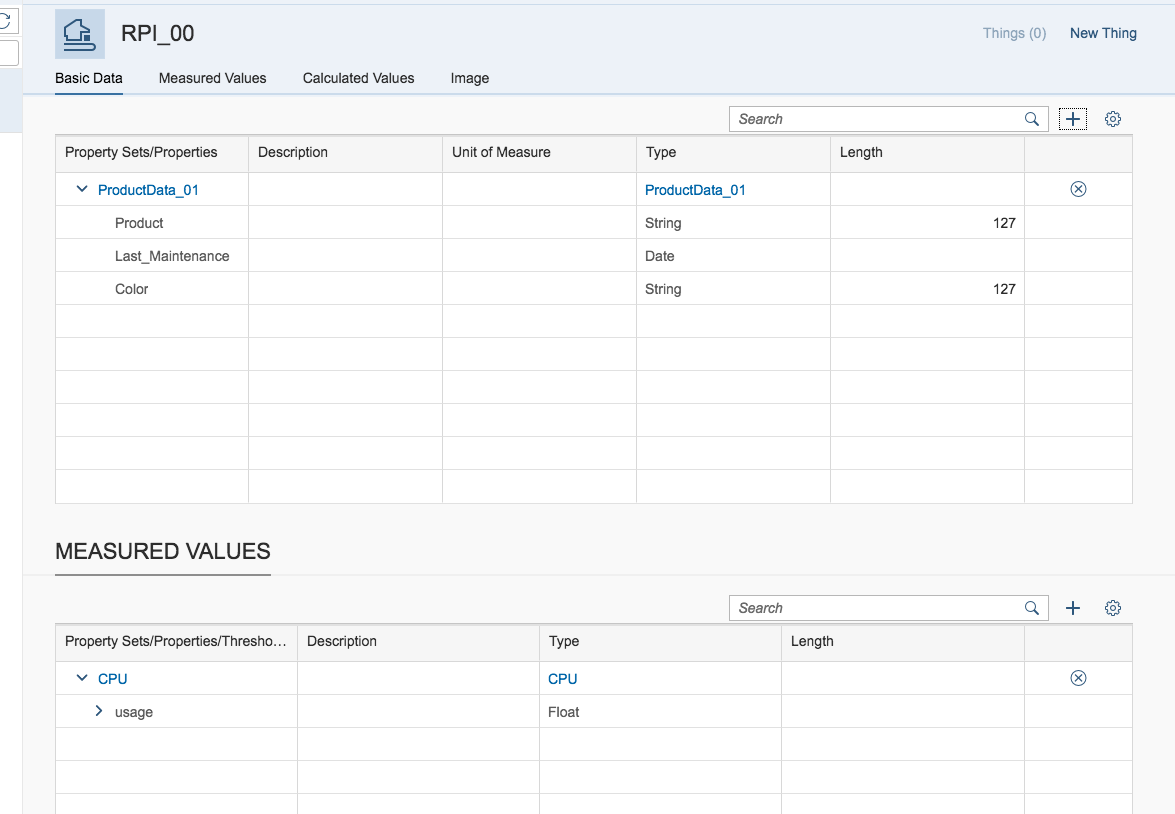 RPI_00
Things (0) New Thing
Basic Data Measured Values Calculated Values Image
Search
Property Sets/Properties Description Unit of Measure Type Length
ProductData_01 ProductData_01
Product String 127
Last_Maintenance Date
Color String 127
MEASURED VALUES
Search
Property Sets/Properties/Thresho... Description Type Length
CPU CPU
usage Float